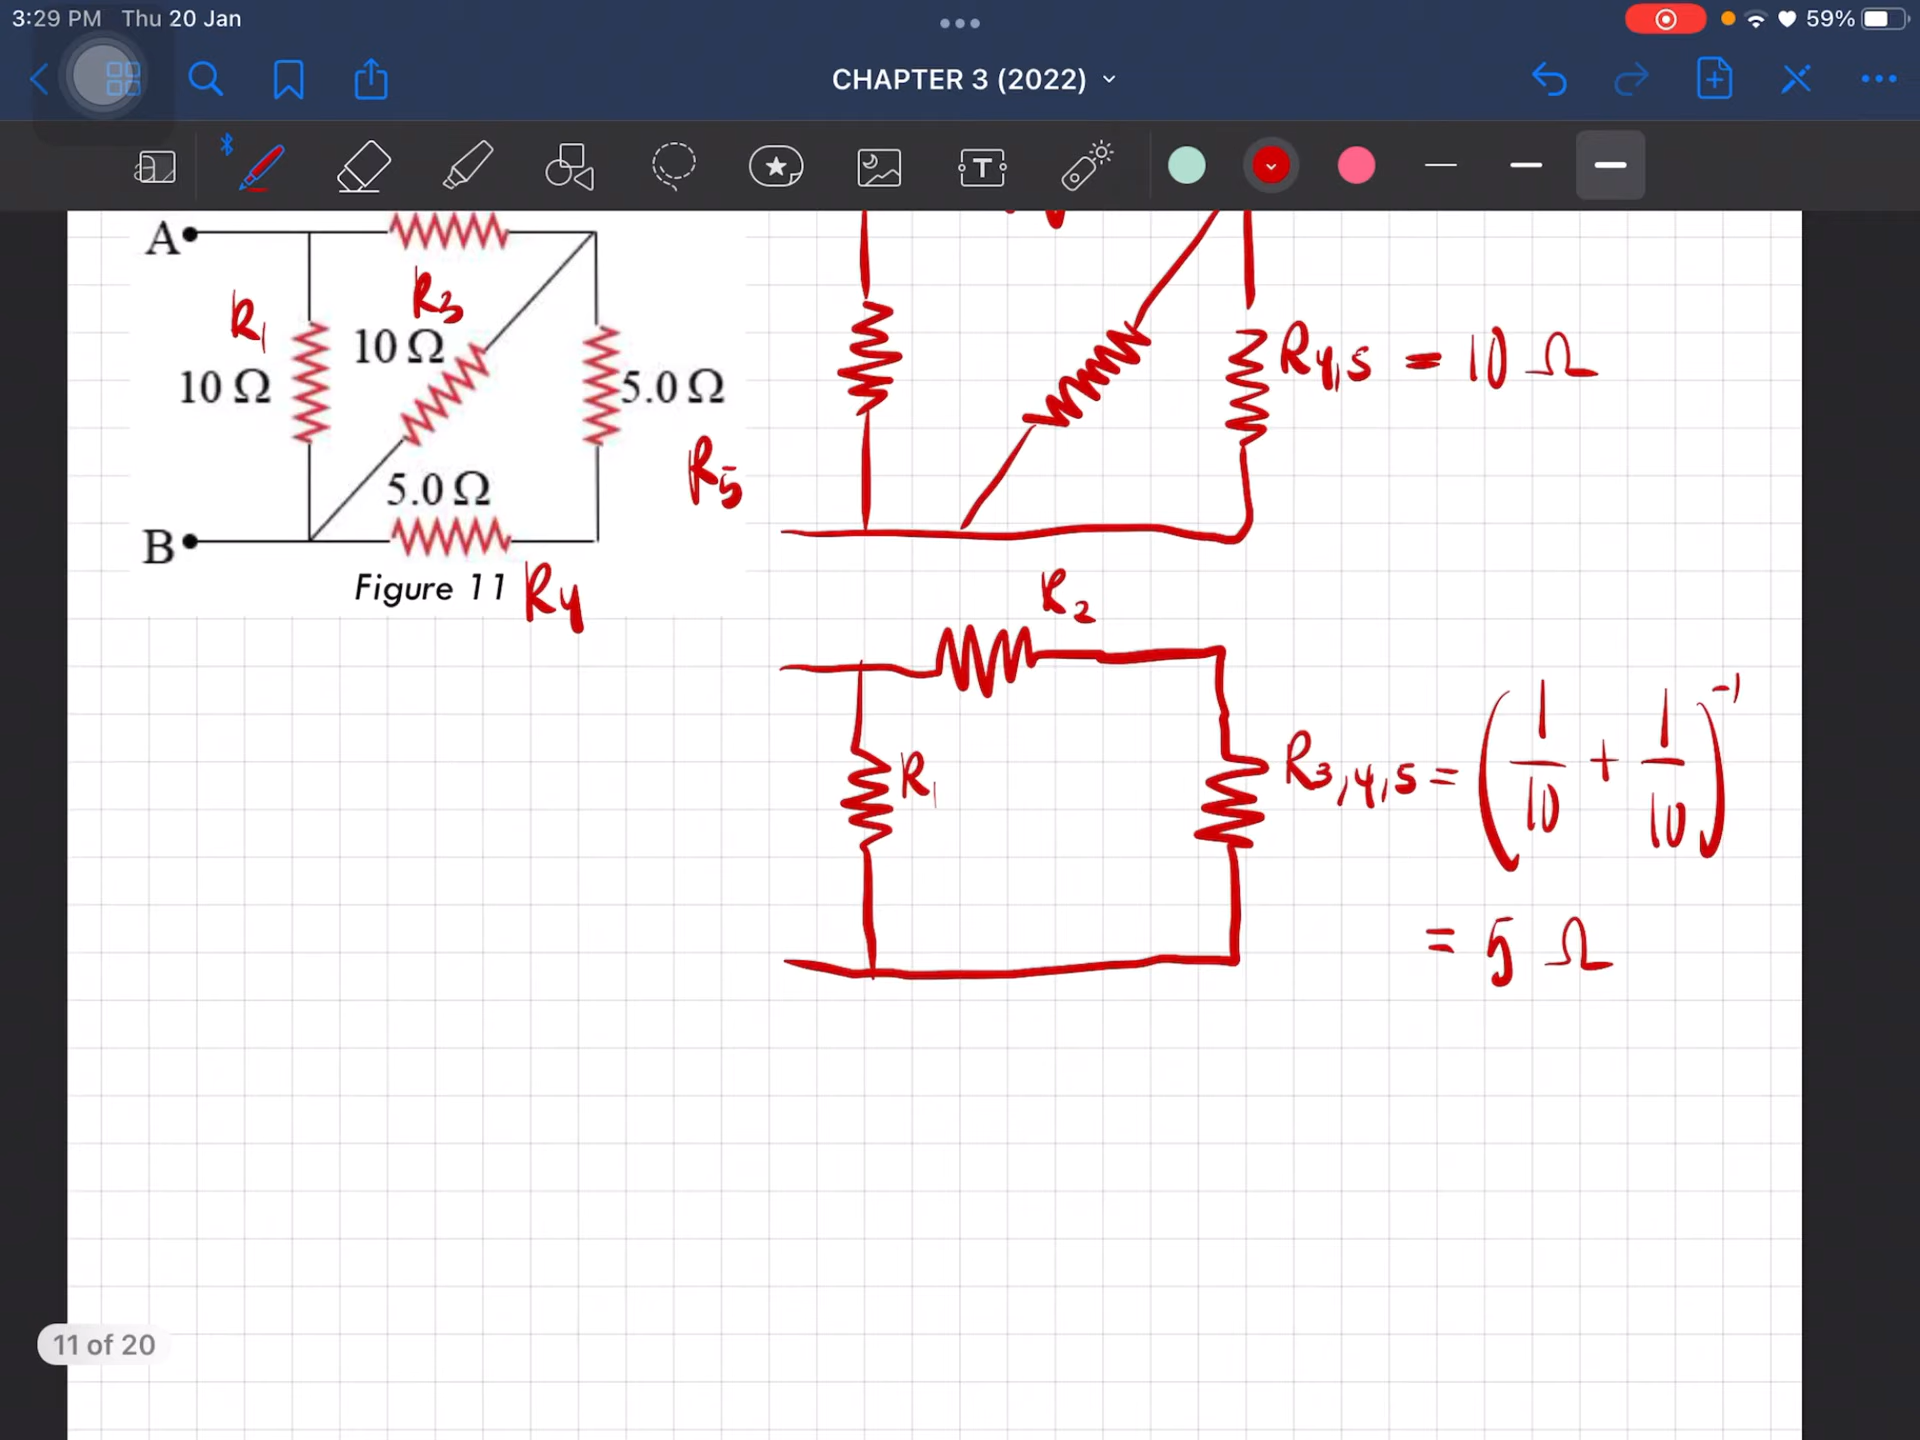 3:29 PM Thu 20 Jan
59%
CHAPTER 3 (2022)
A
R3
R1
10 Ω
10 Ω
5.0 Ω
R5
5.0 Ω
B
Figure 11
R4
R4,5 = 10 Ω
R2
R1
R3,4,5 = (1/10 + 1/10)^-1
= 5 Ω
11 of 20